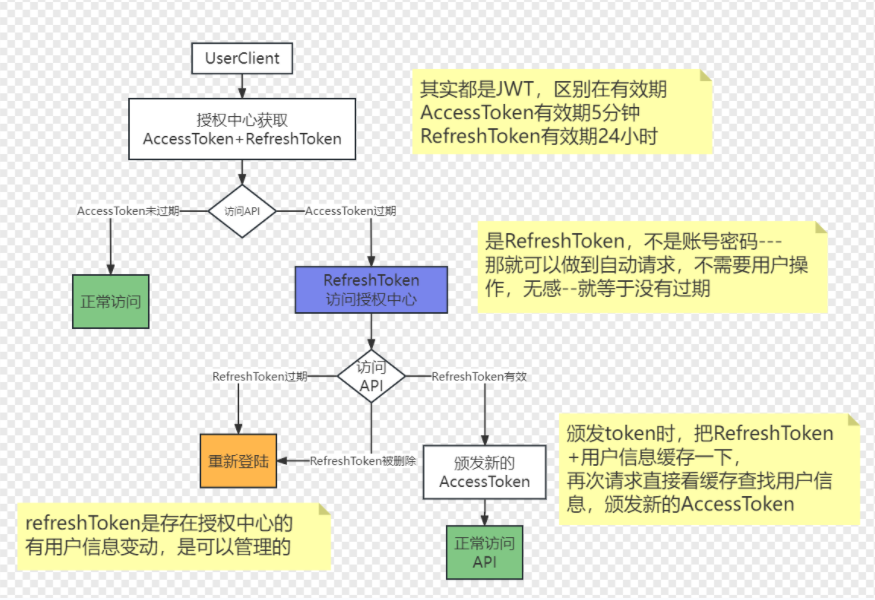 UserClient
其实都是JWT，区别在有效期
AccessToken有效期5分钟
RefreshToken有效期24小时
授权中心获取
AccessToken+RefreshToken
AccessToken未过期
访问API
AccessToken过期
是RefreshToken，不是账号密码---
那就可以做到自动请求，不需要用户操
作，无感--就等于没有过期
正常访问
RefreshToken
访问授权中心
RefreshToken过期
访问
API
RefreshToken有效
颁发token时，把RefreshToken
+用户信息缓存一下，
再次请求直接看缓存查找用户信
息，颁发新的AccessToken
重新登陆
RefreshToken被删除
颁发新的
AccessToken
refreshToken是存在授权中心的
有用户信息变动，是可以管理的
正常访问
API